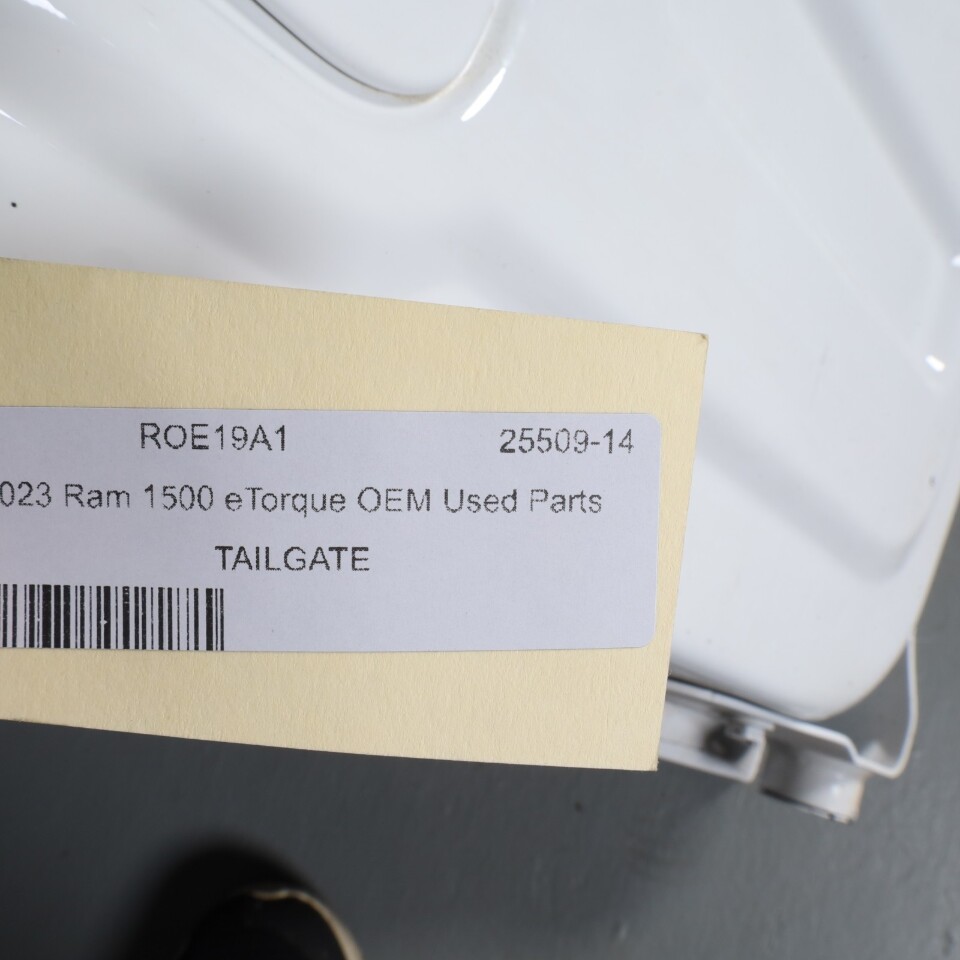 ROE19A1 25509-14
023 Ram 1500 eTorque OEM Used Parts
TAILGATE